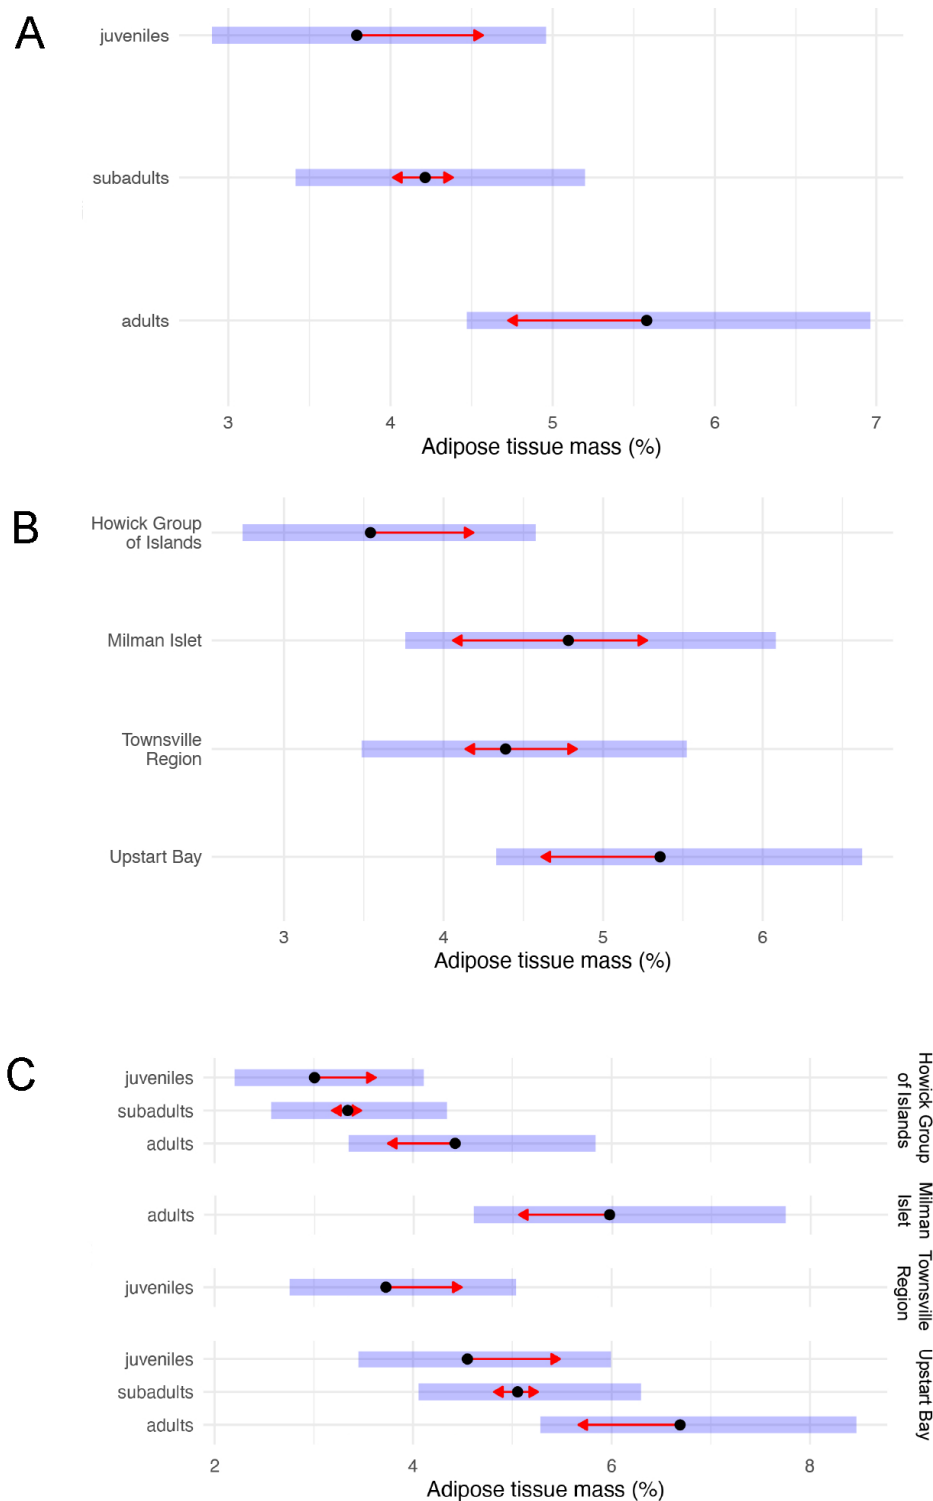 A
juveniles
subadults
adults
3 4 5 6 7
Adipose tissue mass (%)
B
Howick Group
of Islands
Milman Islet
Townsville
Region
Upstart Bay
3 4 5 6
Adipose tissue mass (%)
C
juveniles
subadults
adults
Howick Group
of Islands
adults
Milman
Islet
juveniles
Townsville
Region
juveniles
subadults
adults
Upstart Bay
2 4 6 8
Adipose tissue mass (%)